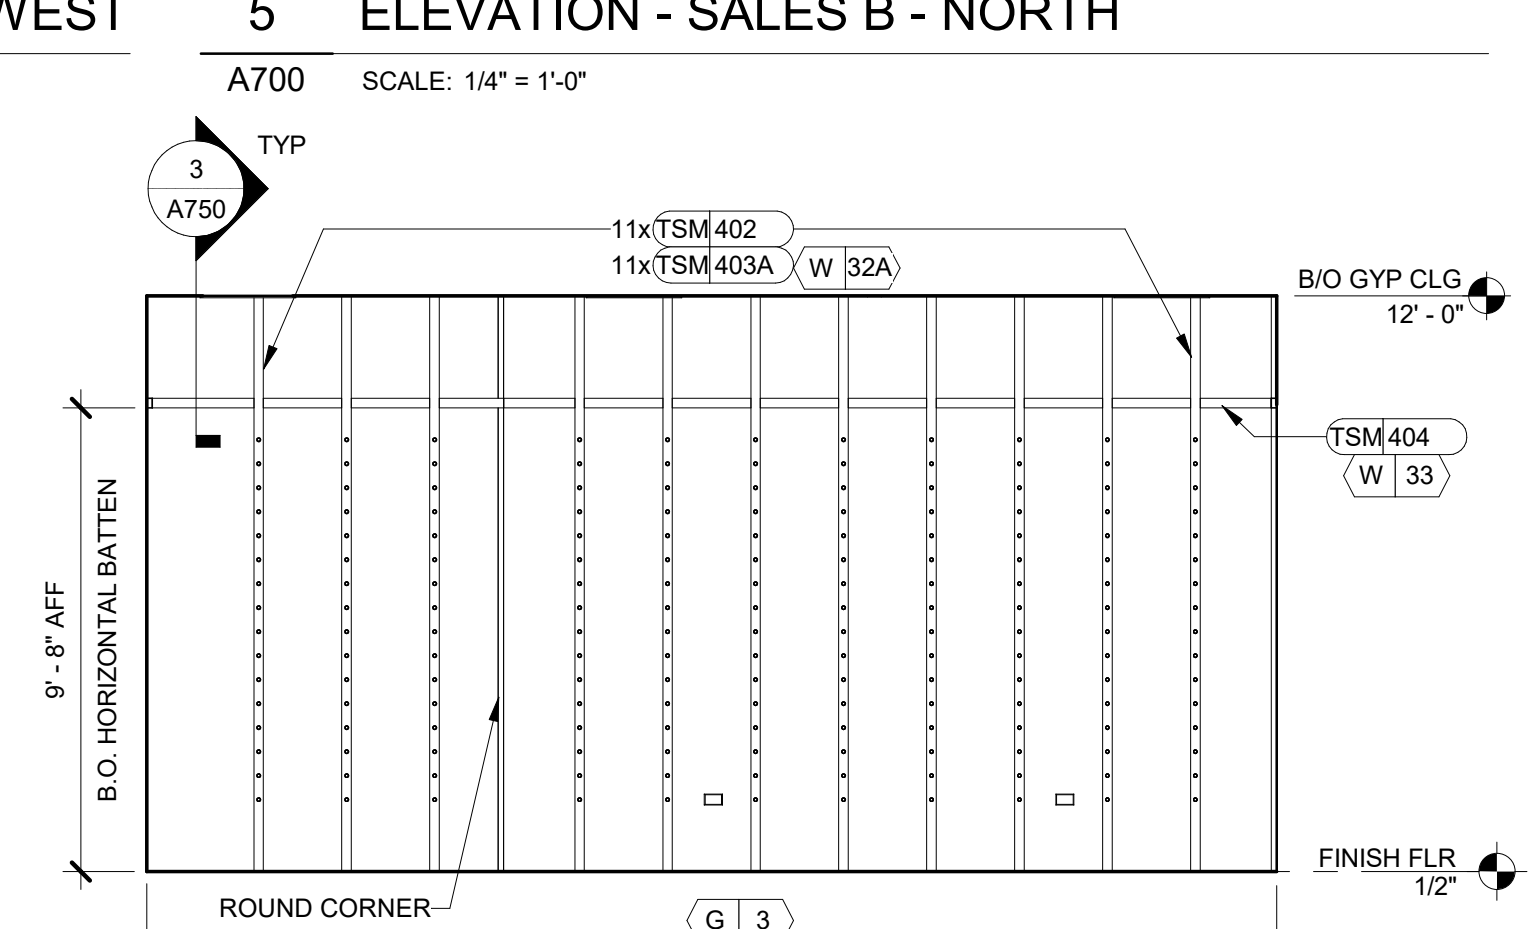 WEST
5 ELEVATION - SALES B - NORTH
A700 SCALE: 1/4" = 1'-0"
TYP
3
A750
11x TSM 402
11x TSM 403A W 32A
B/O GYP CLG
12' - 0"
TSM 404
W 33
9' - 8" AFF
B.O. HORIZONTAL BATTEN
FINISH FLR
1/2"
ROUND CORNER
G 3